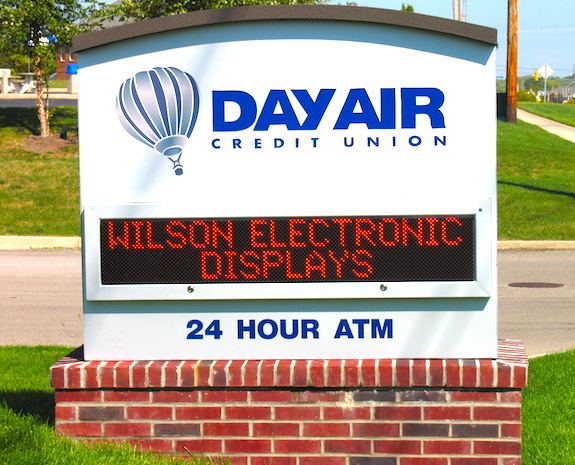 DAYAIR
CREDIT UNION
WILSON ELECTRONIC
DISPLAYS
24 HOUR ATM